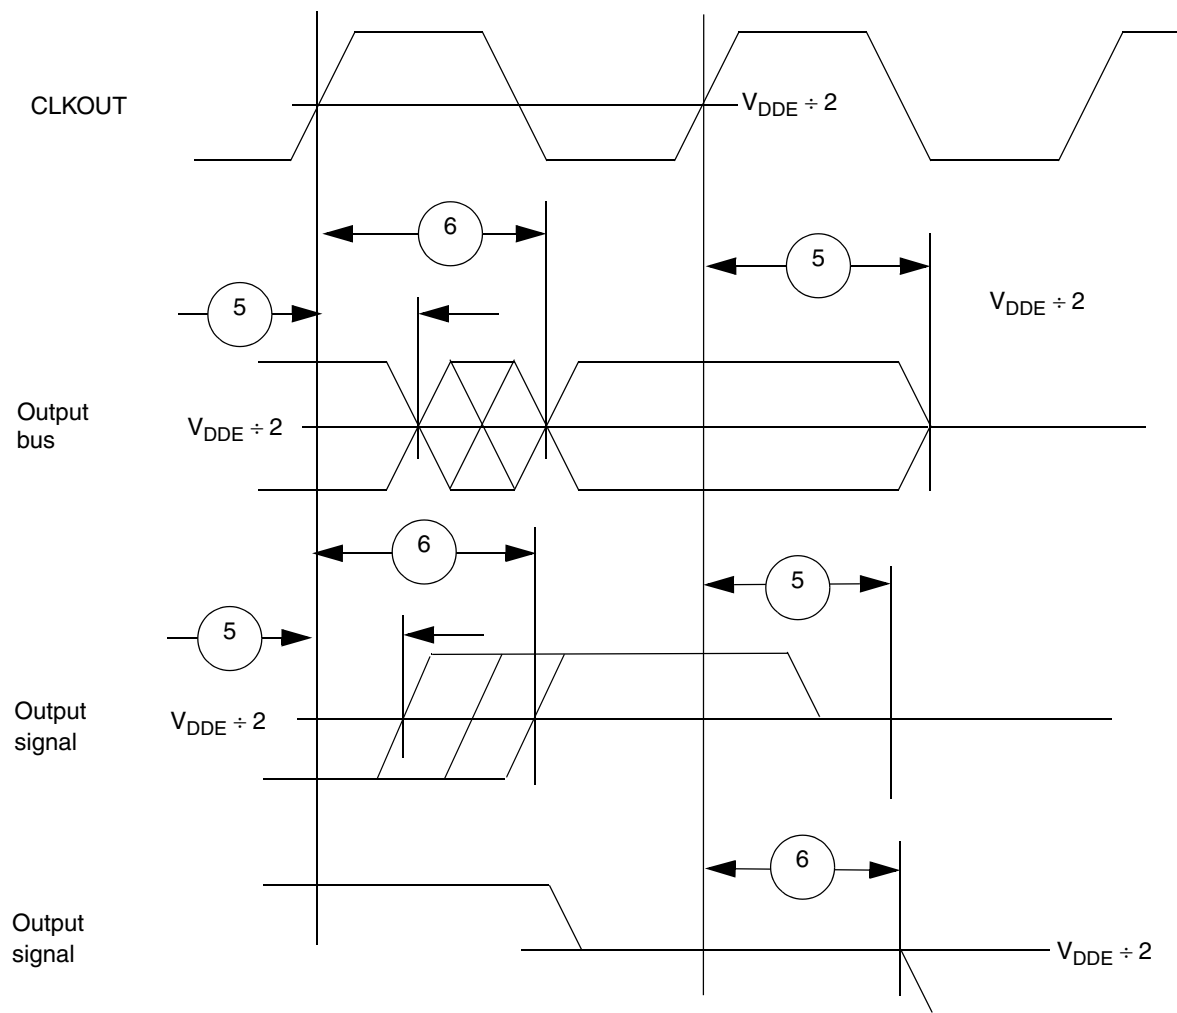 CLKOUT
VDDE ÷ 2
6
5
5
VDDE ÷ 2
Output
bus
VDDE ÷ 2
6
5
5
Output
signal
VDDE ÷ 2
6
Output
signal
VDDE ÷ 2